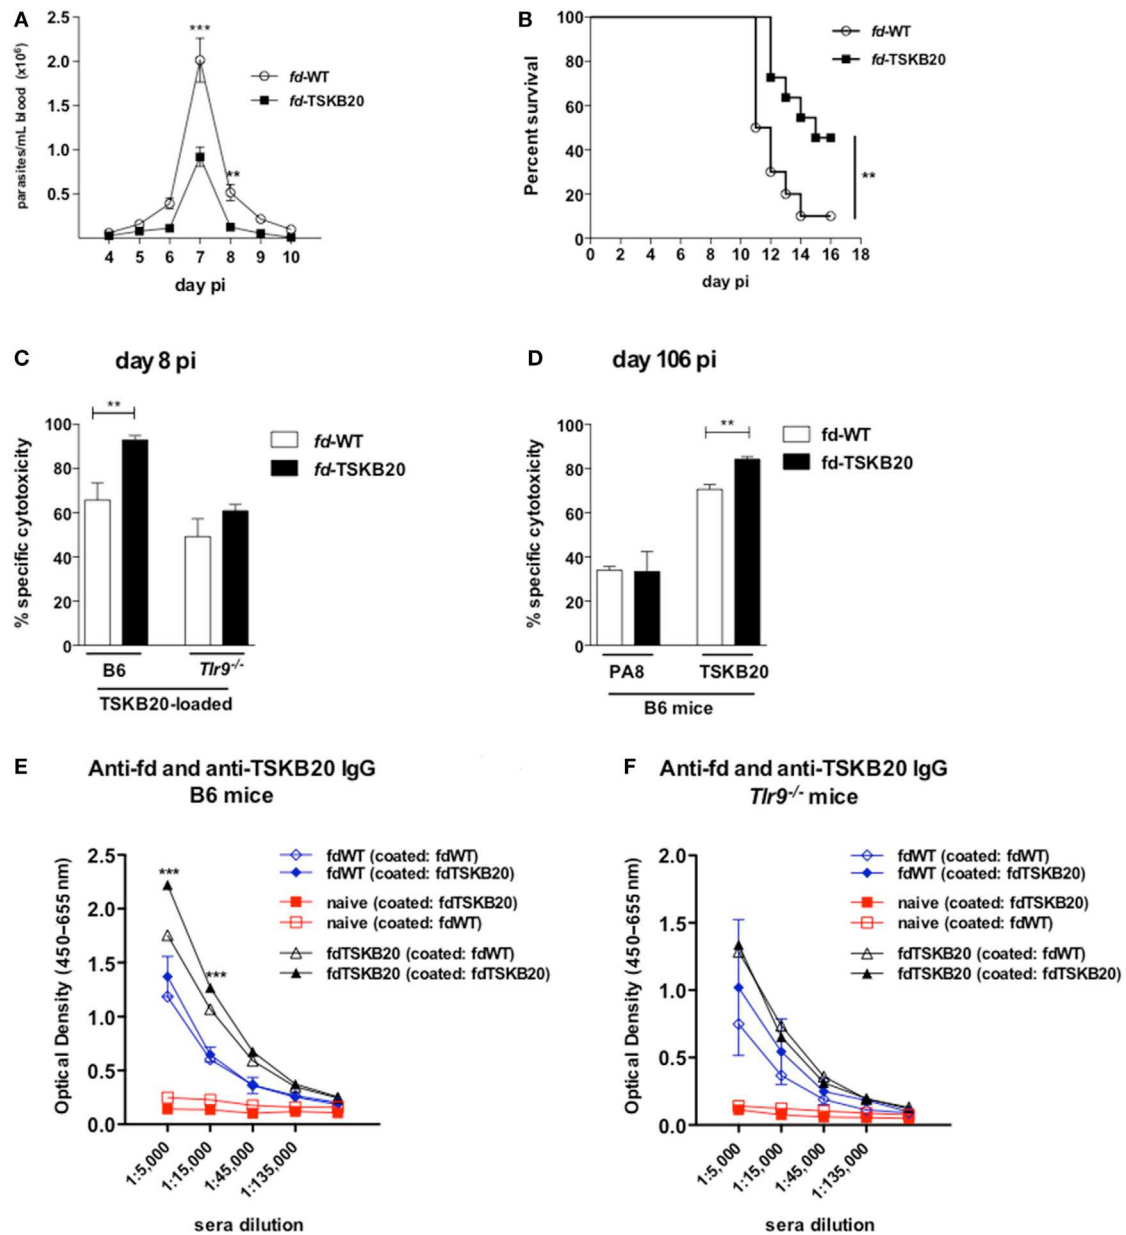 A
parasites/mL blood (x10⁶)
2.5
2.0
1.5
1.0
0.5
***
**
fd-WT
fd-TSKB20
4 5 6 7 8 9 10
day pi
B
Percent survival
100
80
60
40
20
0
fd-WT
fd-TSKB20
**
0 2 4 6 8 10 12 14 16 18
day pi
C
day 8 pi
% specific cytotoxicity
100
80
60
40
20
0
**
fd-WT
fd-TSKB20
B6 Tlr9-/-
TSKB20-loaded
D
day 106 pi
% specific cytotoxicity
100
80
60
40
20
0
**
fd-WT
fd-TSKB20
PA8 TSKB20
B6 mice
E
Anti-fd and anti-TSKB20 IgG
B6 mice
Optical Density (450–655 nm)
2.5
2.0
1.5
1.0
0.5
0.0
***
***
fdWT (coated: fdWT)
fdWT (coated: fdTSKB20)
naive (coated: fdTSKB20)
naive (coated: fdWT)
fdTSKB20 (coated: fdWT)
fdTSKB20 (coated: fdTSKB20)
1:5,000 1:15,000 1:45,000 1:135,000
sera dilution
F
Anti-fd and anti-TSKB20 IgG
Tlr9-/- mice
Optical Density (450–655 nm)
2.0
1.5
1.0
0.5
0.0
fdWT (coated: fdWT)
fdWT (coated: fdTSKB20)
naive (coated: fdTSKB20)
naive (coated: fdWT)
fdTSKB20 (coated: fdWT)
fdTSKB20 (coated: fdTSKB20)
1:5,000 1:15,000 1:45,000 1:135,000
sera dilution